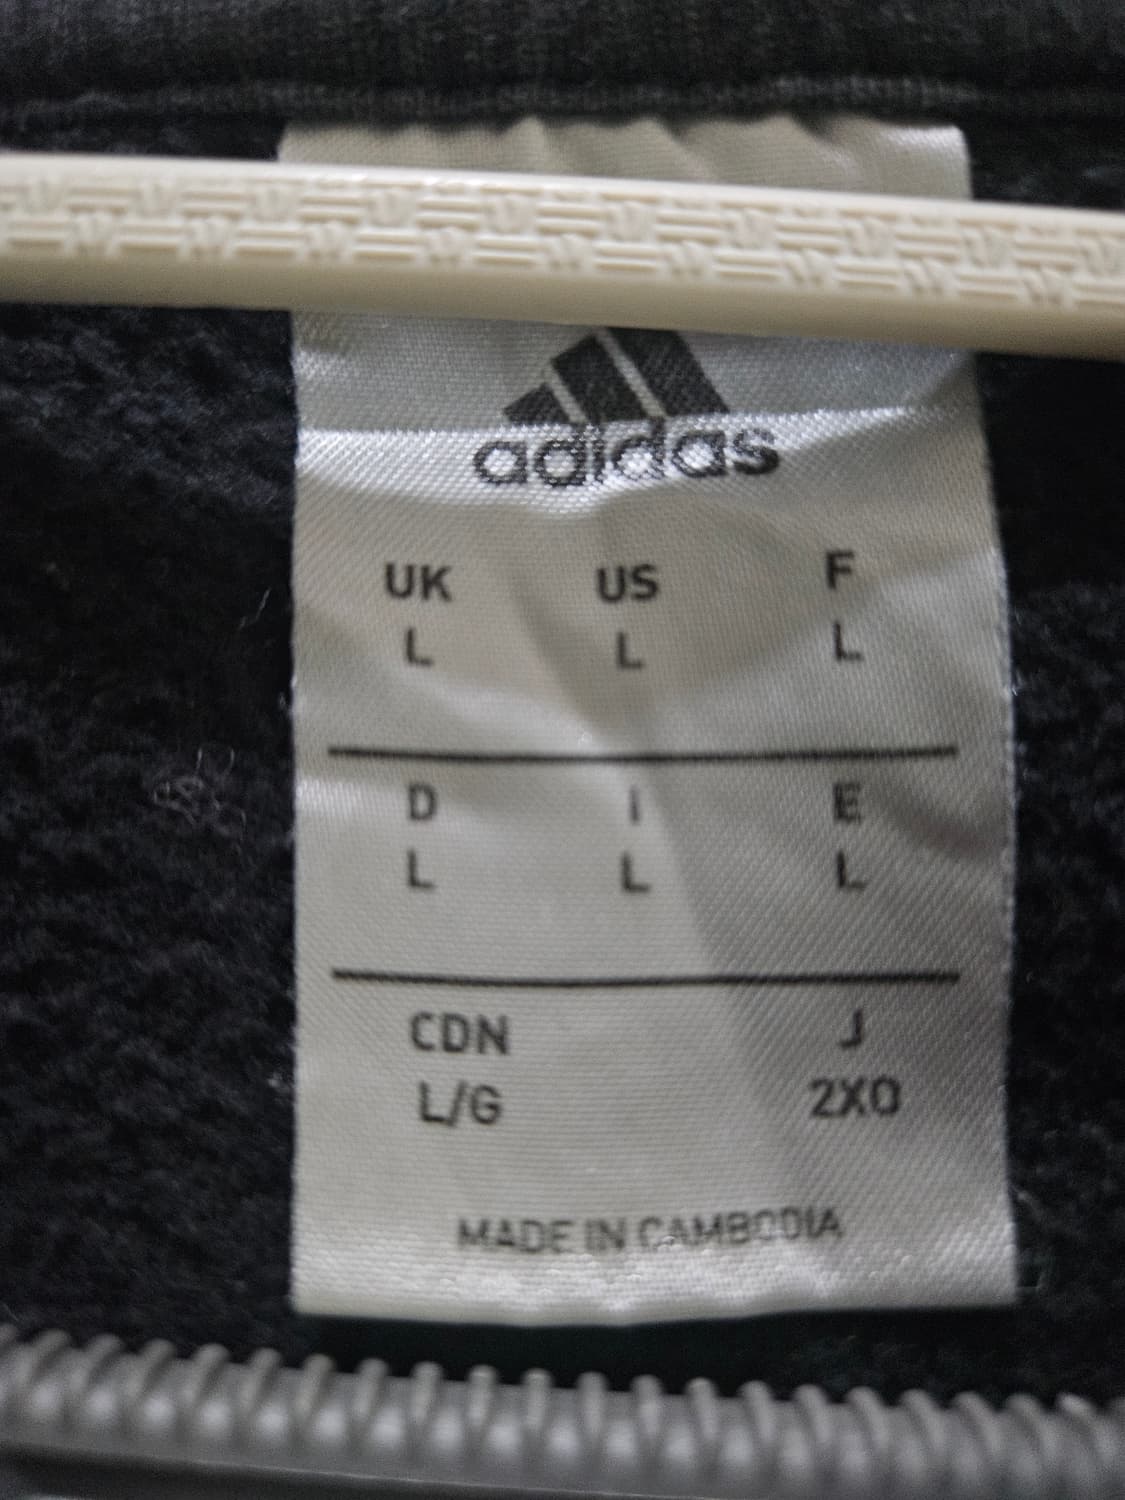 adidas
UK US F
L L L
D I E
L L L
CDN J
L/G 2XO
MADE IN CAMBODIA